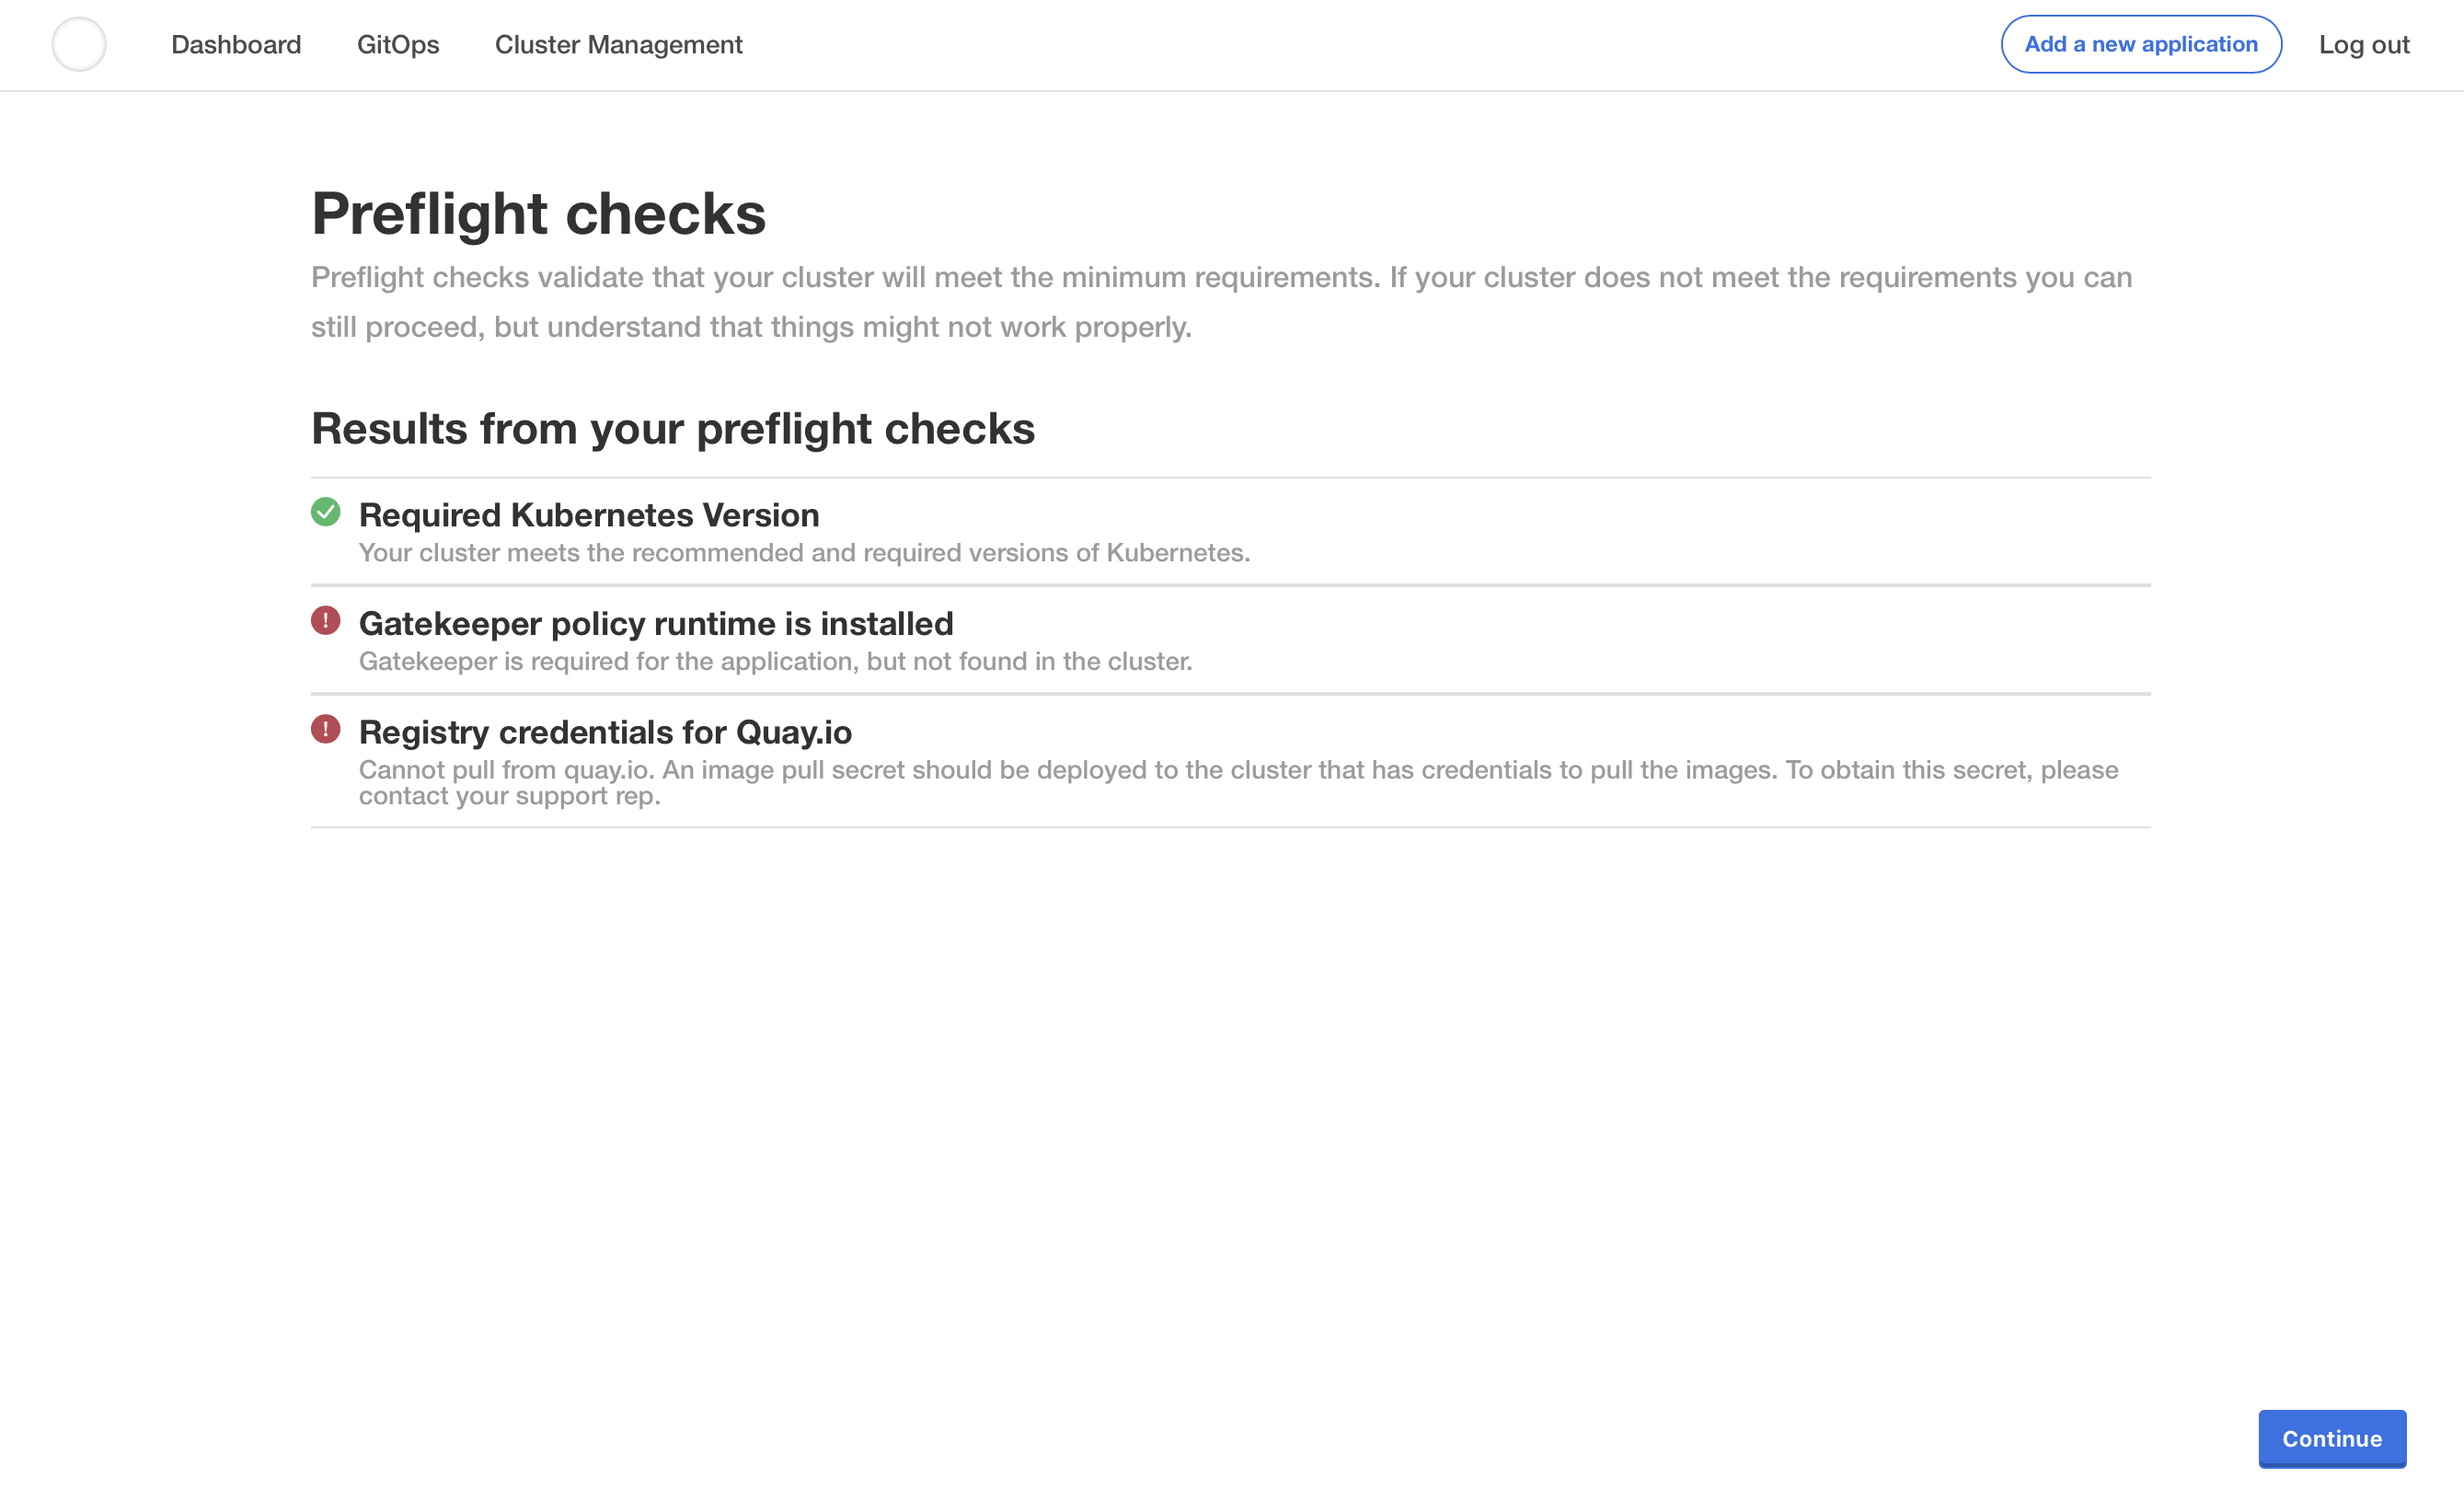 Dashboard GitOps Cluster Management Add a new application Log out
Preflight checks
Preflight checks validate that your cluster will meet the minimum requirements. If your cluster does not meet the requirements you can
still proceed, but understand that things might not work properly.
Results from your preflight checks
Required Kubernetes Version
Your cluster meets the recommended and required versions of Kubernetes.
Gatekeeper policy runtime is installed
Gatekeeper is required for the application, but not found in the cluster.
Registry credentials for Quay.io
Cannot pull from quay.io. An image pull secret should be deployed to the cluster that has credentials to pull the images. To obtain this secret, please
contact your support rep.
Continue